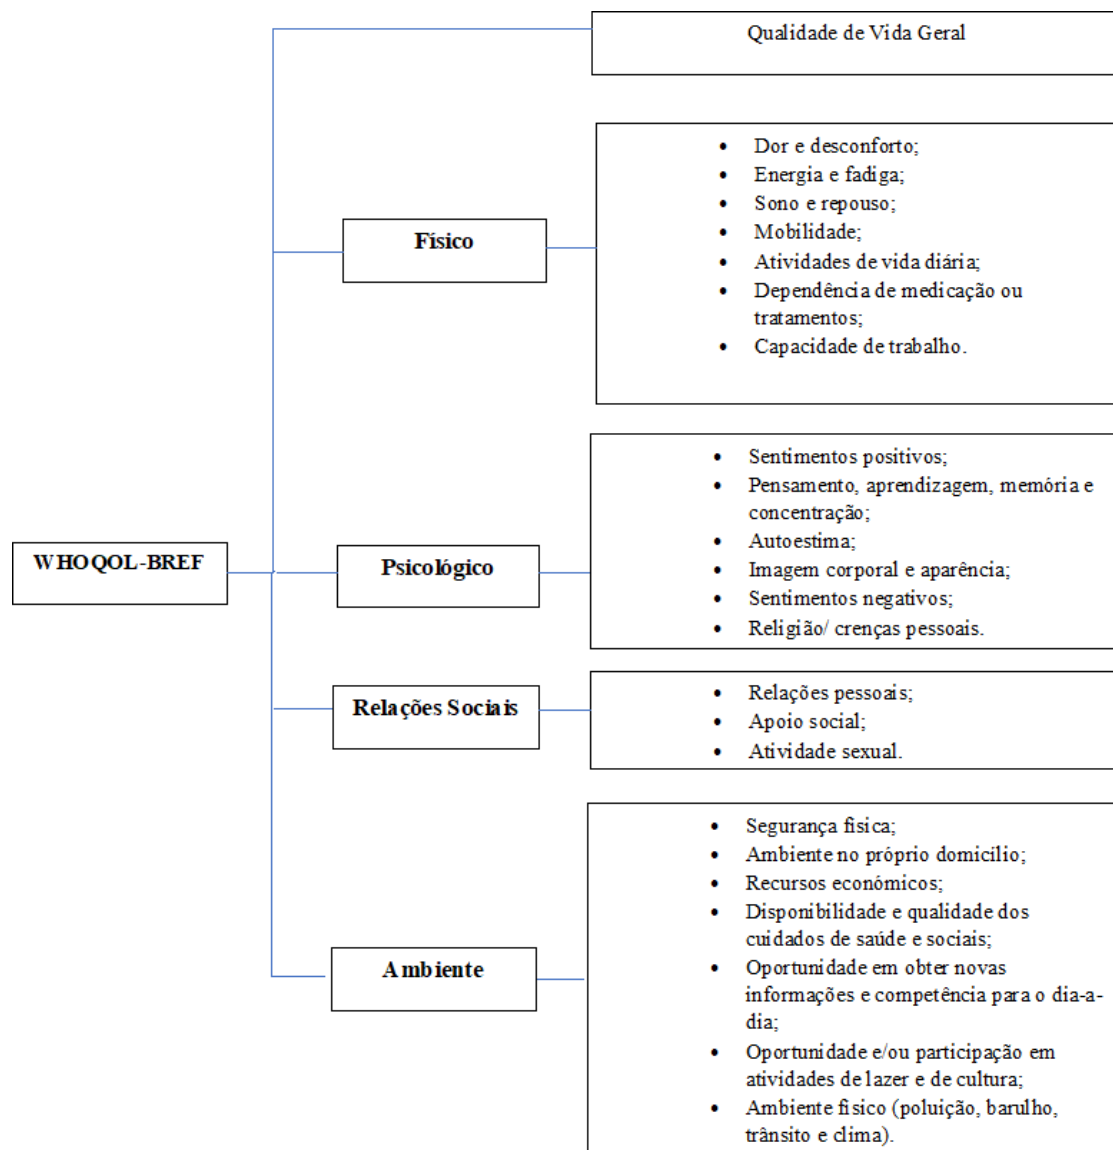 Qualidade de Vida Geral
Físico
• Dor e desconforto;
• Energia e fadiga;
• Sono e repouso;
• Mobilidade;
• Atividades de vida diária;
• Dependência de medicação ou
tratamentos;
• Capacidade de trabalho.
WHOQOL-BREF
Psicológico
• Sentimentos positivos;
• Pensamento, aprendizagem, memória e
concentração;
• Autoestima;
• Imagem corporal e aparência;
• Sentimentos negativos;
• Religião/ crenças pessoais.
Relações Sociais
• Relações pessoais;
• Apoio social;
• Atividade sexual.
Ambiente
• Segurança física;
• Ambiente no próprio domicílio;
• Recursos económicos;
• Disponibilidade e qualidade dos
cuidados de saúde e sociais;
• Oportunidade em obter novas
informações e competência para o dia-a-
dia;
• Oportunidade e/ou participação em
atividades de lazer e de cultura;
• Ambiente físico (poluição, barulho,
trânsito e clima).